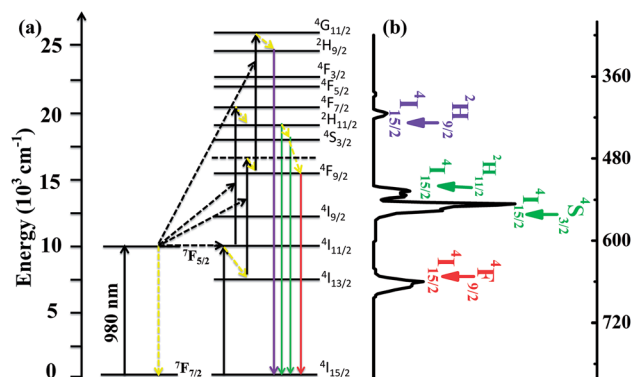 (a)
Energy (10³ cm⁻¹)
25
20
15
10
5
0
⁴G₁₁/₂
²H₉/₂
⁴F₃/₂
⁴F₅/₂
⁴F₇/₂
²H₁₁/₂
⁴S₃/₂
⁴F₉/₂
⁴I₉/₂
⁴I₁₁/₂
⁴I₁₃/₂
⁴I₁₅/₂
⁷F₅/₂
⁷F₇/₂
980 nm
(b)
360
480
600
720
²H₉/₂ → ⁴I₁₅/₂
²H₁₁/₂ → ⁴I₁₅/₂
⁴S₃/₂ → ⁴I₁₅/₂
⁴F₉/₂ → ⁴I₁₅/₂